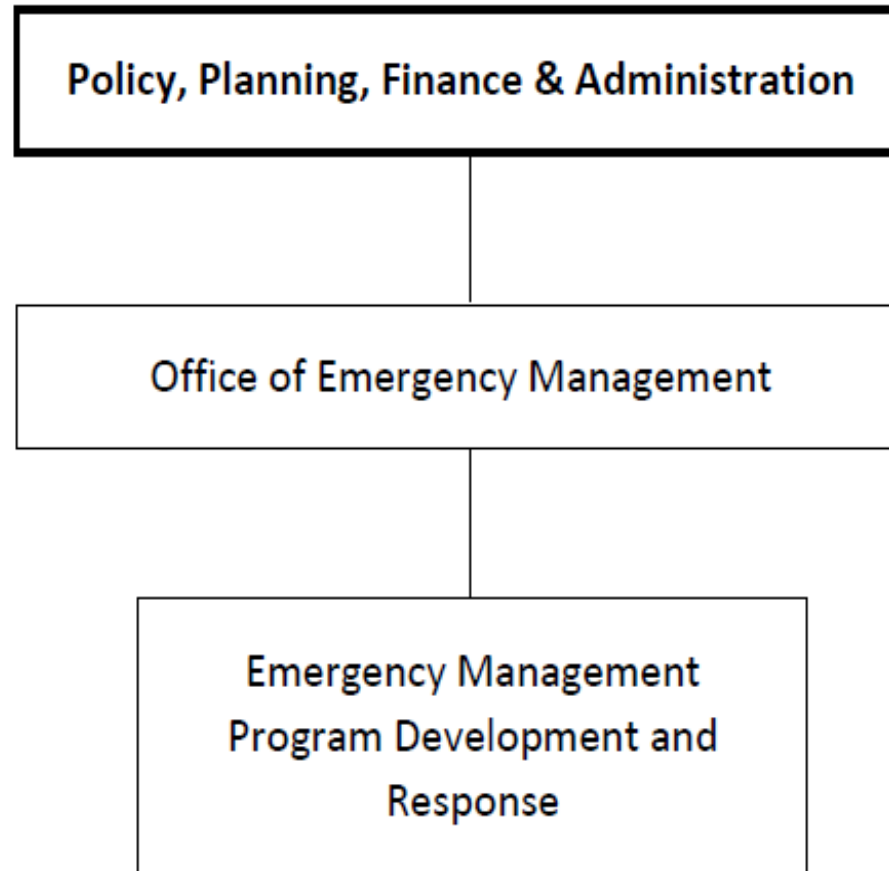 Policy, Planning, Finance & Administration
Office of Emergency Management
Emergency Management
Program Development and
Response